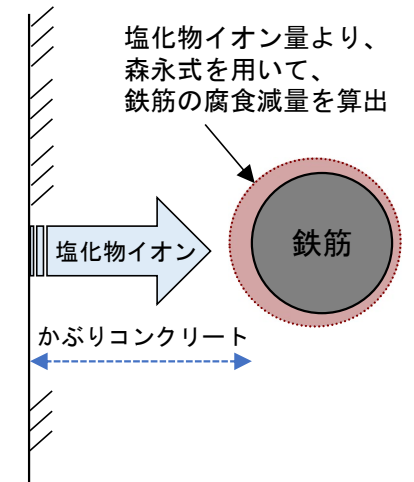 塩化物イオン量より、
森永式を用いて、
鉄筋の腐食減量を算出
塩化物イオン
鉄筋
かぶりコンクリート